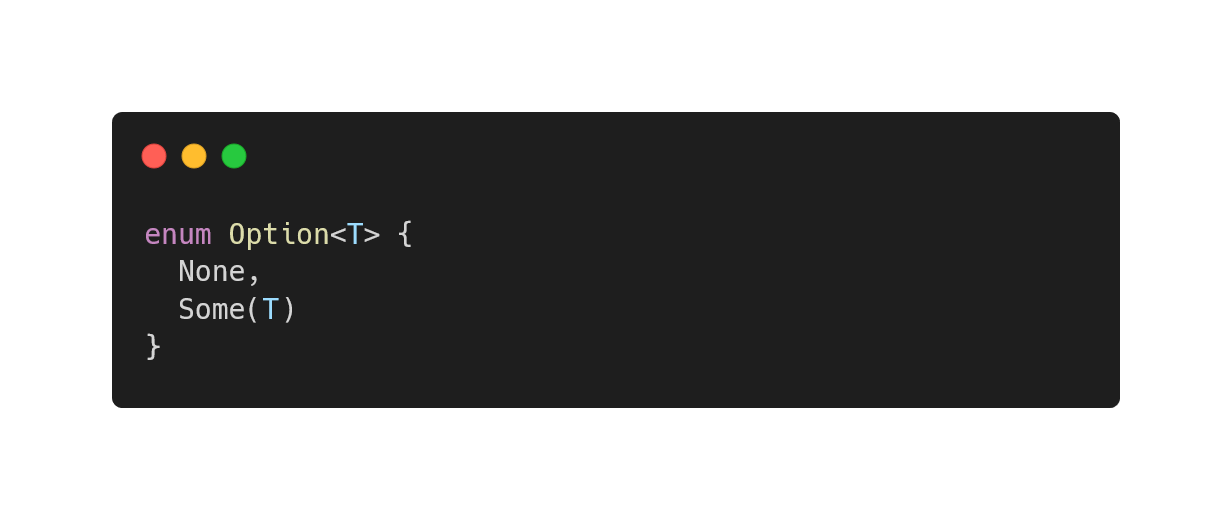 enum Option<T> {
  None,
  Some(T)
}